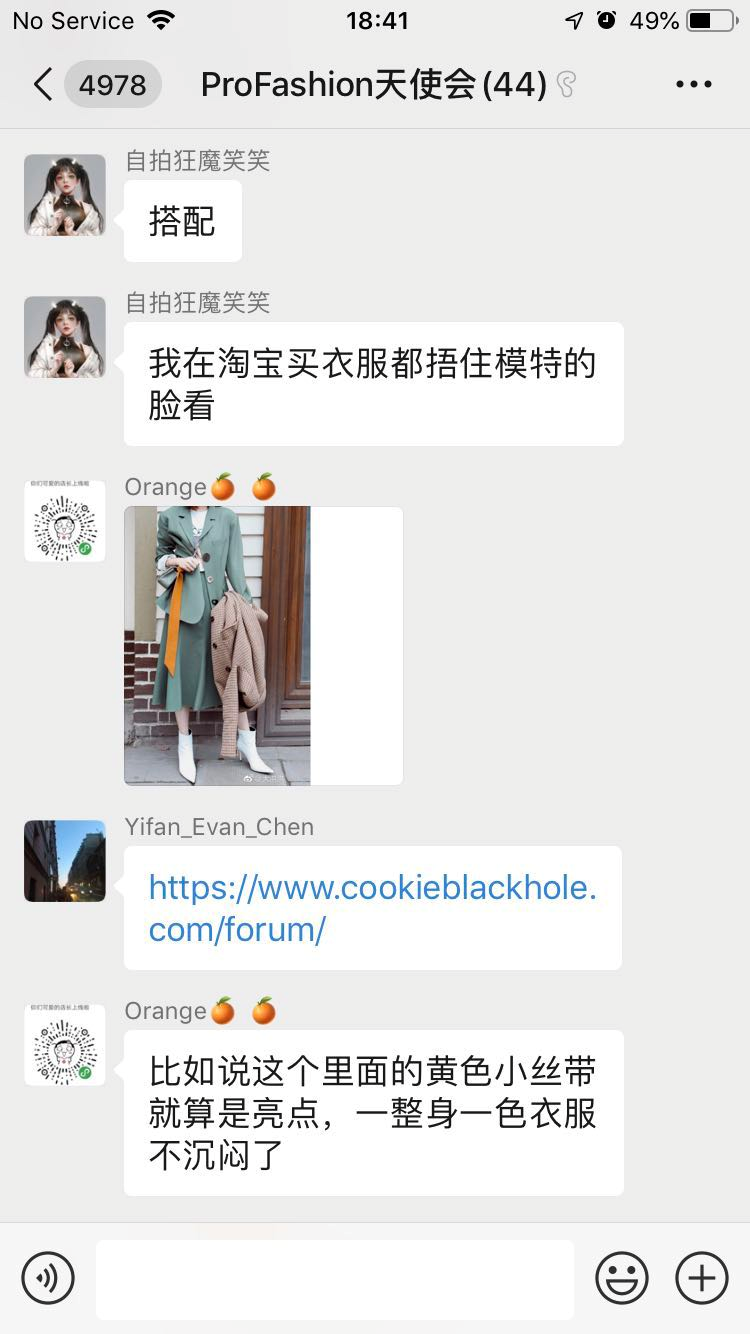 No Service
18:41
49%
4978
ProFashion天使会(44)
自拍狂魔笑笑
搭配
自拍狂魔笑笑
我在淘宝买衣服都捂住模特的
脸看
Orange🍊 🍊
Yifan_Evan_Chen
https://www.cookieblackhole.
com/forum/
Orange🍊 🍊
比如说这个里面的黄色小丝带
就算是亮点，一整身一色衣服
不沉闷了